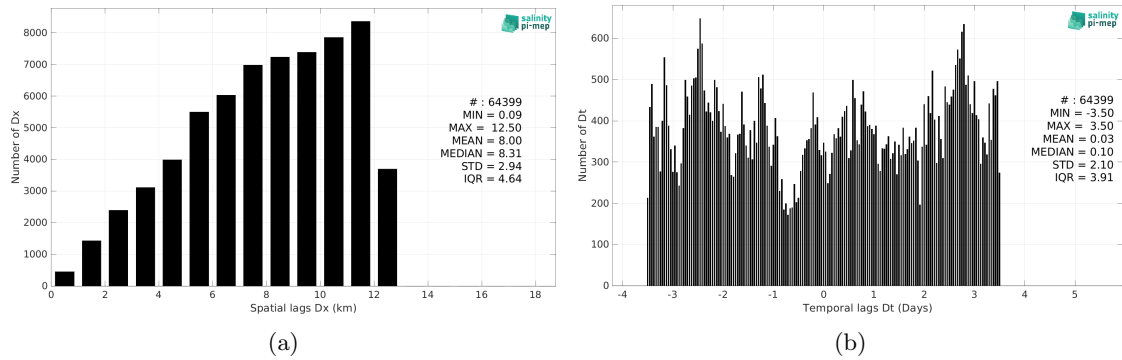 salinity
pi-mep
8000
7000
6000
5000
4000
3000
2000
1000
0
Number of Dx
# : 64399
MIN = 0.09
MAX = 12.50
MEAN = 8.00
MEDIAN = 8.31
STD = 2.94
IQR = 4.64
0 2 4 6 8 10 12 14 16 18
Spatial lags Dx (km)
(a)
salinity
pi-mep
600
500
400
300
200
100
0
Number of Dt
# : 64399
MIN = -3.50
MAX = 3.50
MEAN = 0.03
MEDIAN = 0.10
STD = 2.10
IQR = 3.91
-4 -3 -2 -1 0 1 2 3 4 5
Temporal lags Dt (Days)
(b)